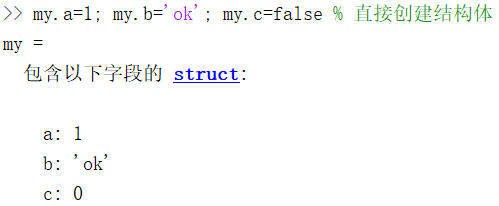 >> my.a=1; my.b='ok'; my.c=false % 直接创建结构体
my =
包含以下字段的 struct:
a: 1
b: 'ok'
c: 0